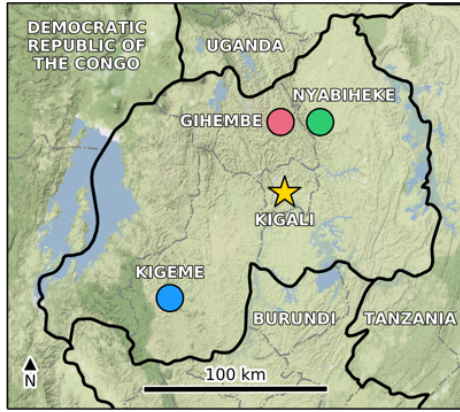 DEMOCRATIC
REPUBLIC OF
THE CONGO
UGANDA
NYABIHEKE
GIHEMBE
KIGALI
KIGEME
BURUNDI
TANZANIA
100 km
N